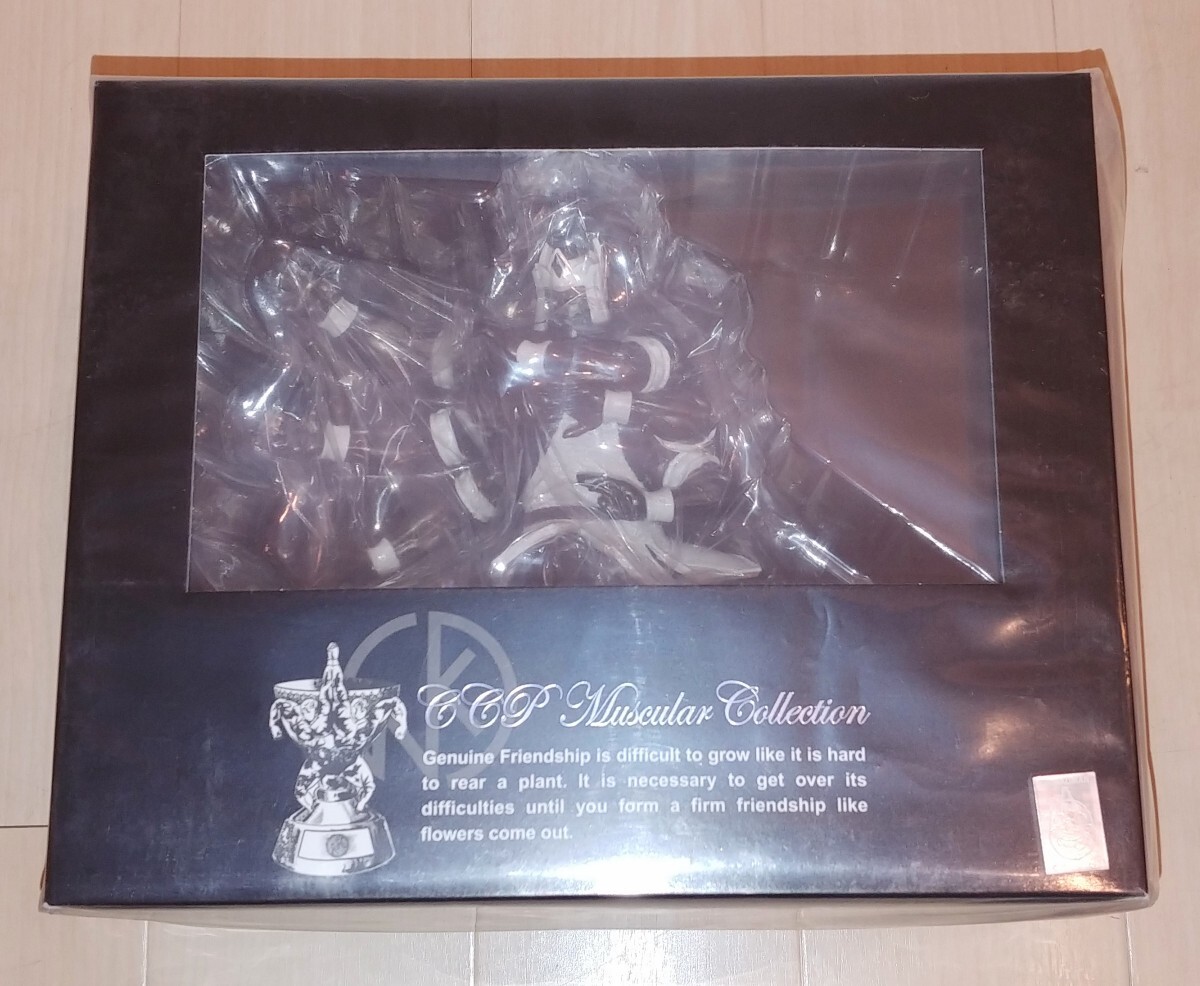 CCP Muscular Collection
Genuine Friendship is difficult to grow like it is hard
to rear a plant. It is necessary to get over its
difficulties until you form a firm friendship like
flowers come out.